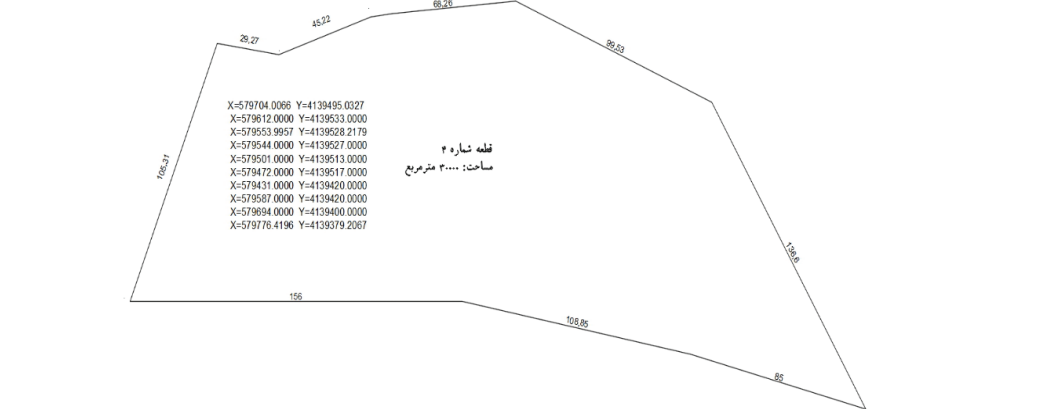 68,26
45,22
29,27
99,53
X=579704.0066 Y=4139495.0327
X=579612.0000 Y=4139533.0000
X=579553.9957 Y=4139528.2179
X=579544.0000 Y=4139527.0000
X=579501.0000 Y=4139513.0000
X=579472.0000 Y=4139517.0000
X=579431.0000 Y=4139420.0000
X=579587.0000 Y=4139420.0000
X=579694.0000 Y=4139400.0000
X=579776.4196 Y=4139379.2067
قطعه شماره ۴
مساحت: ۳۰۰۰۰ مترمربع
105,31
136,6
156
108,85
85